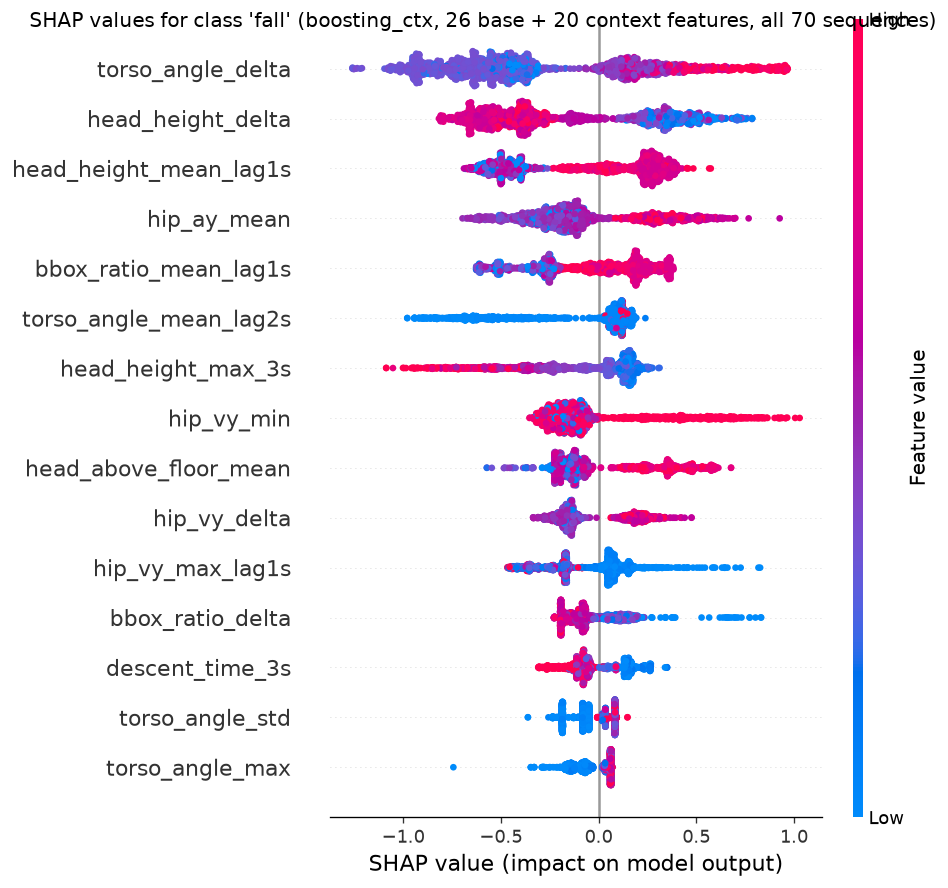 SHAP values for class 'fall' (boosting_ctx, 26 base + 20 context features, all 70 sequences)
High
torso_angle_delta
head_height_delta
head_height_mean_lag1s
hip_ay_mean
bbox_ratio_mean_lag1s
torso_angle_mean_lag2s
head_height_max_3s
hip_vy_min
head_above_floor_mean
hip_vy_delta
hip_vy_max_lag1s
bbox_ratio_delta
descent_time_3s
torso_angle_std
torso_angle_max
Feature value
Low
−1.0 −0.5 0.0 0.5 1.0
SHAP value (impact on model output)